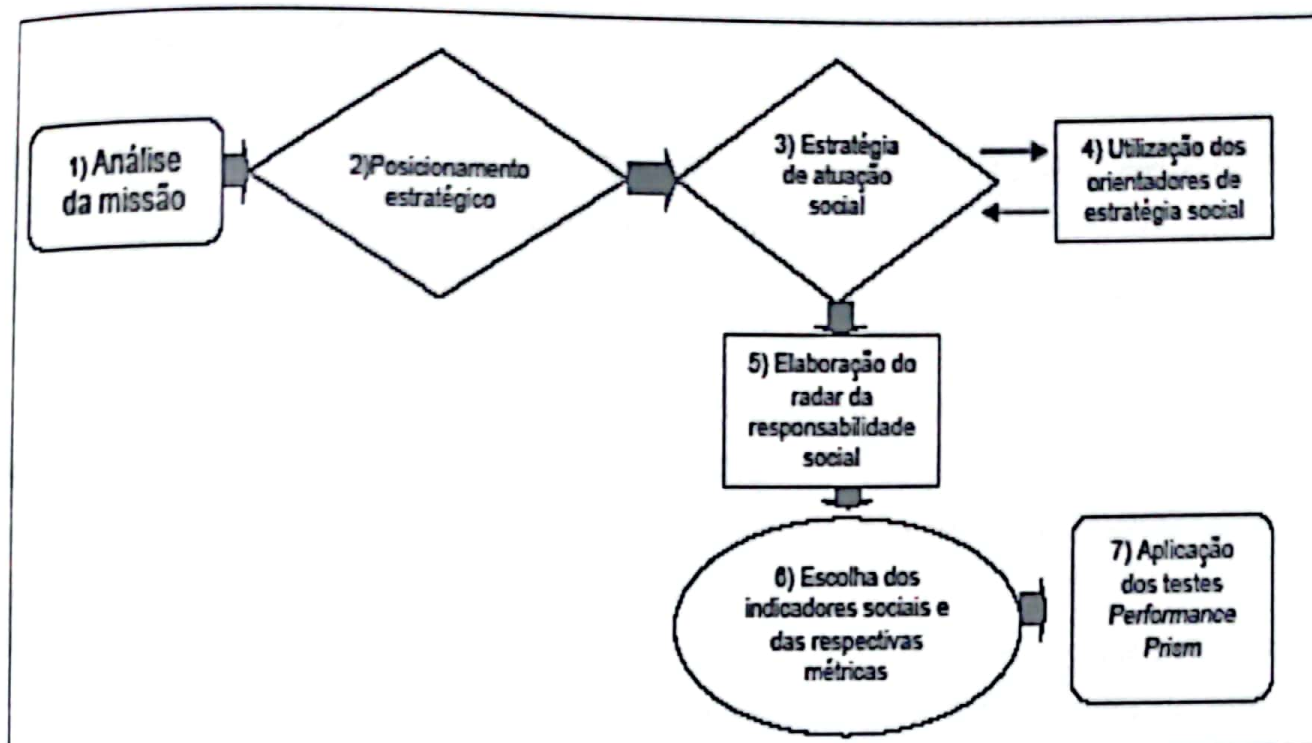 1) Análise
da missão
2)Posicionamento
estratégico
3) Estratégia
de atuação
social
4) Utilização dos
orientadores de
estratégia social
5) Elaboração do
radar da
responsabilidade
social
6) Escolha dos
indicadores sociais e
das respectivas
métricas
7) Aplicação
dos testes
Performance
Prism